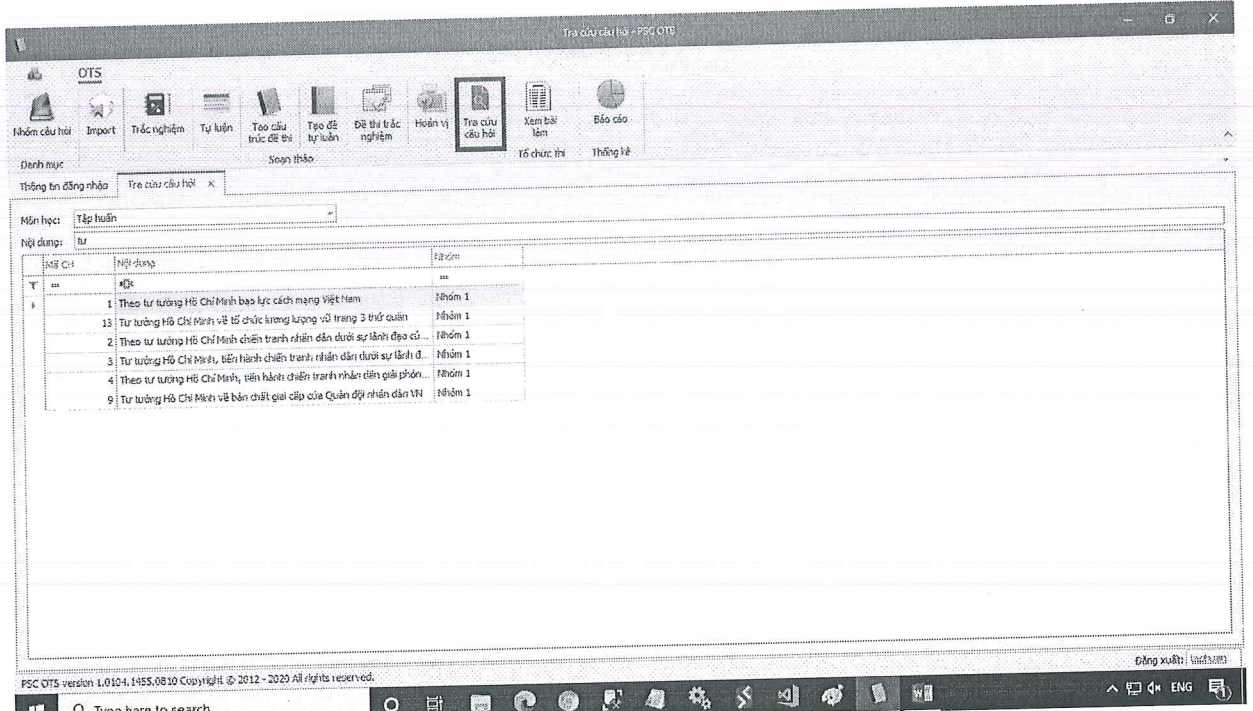 Tra cứu câu hỏi - PSC OTS
OTS
Nhóm câu hỏi
Import
Trắc nghiệm
Tự luận
Tạo cấu trúc đề thi
Tạo đề tự luận
Đề thi trắc nghiệm
Hoán vị
Tra cứu câu hỏi
Xem bài làm
Báo cáo
Danh mục
Soạn thảo
Tổ chức thi
Thống kê
Thông tin đăng nhập
Tra cứu câu hỏi ×
Môn học: Tập huấn
Nội dung: tư
Mã CH Nội dung Nhóm
1 Theo tư tưởng Hồ Chí Minh bạo lực cách mạng Việt Nam Nhóm 1
13 Tư tưởng Hồ Chí Minh về tổ chức lượng lượng vũ trang 3 thứ quân Nhóm 1
2 Theo tư tưởng Hồ Chí Minh chiến tranh nhân dân dưới sự lãnh đạo củ... Nhóm 1
3 Tư tưởng Hồ Chí Minh, tiến hành chiến tranh nhân dân dưới sự lãnh đ... Nhóm 1
4 Theo tư tưởng Hồ Chí Minh, tiến hành chiến tranh nhân dân giải phón... Nhóm 1
9 Tư tưởng Hồ Chí Minh về bản chất giai cấp của Quân đội nhân dân VN Nhóm 1
Đăng xuất:
PSC OTS version 1.0104.1455.0810 Copyright © 2012 - 2020 All rights reserved.
Type here to search
ENG